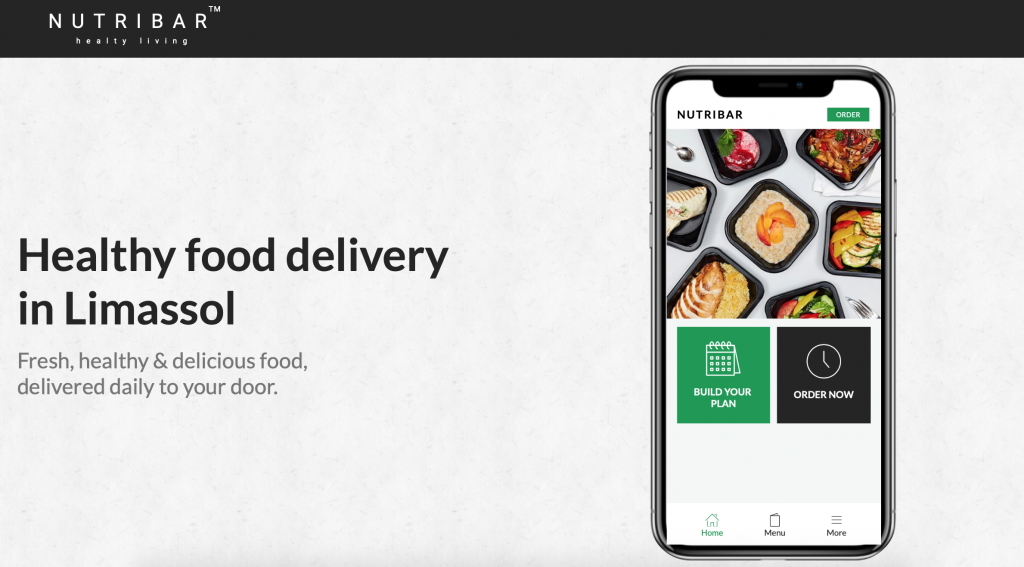 NUTRIBAR™
healty living
Healthy food delivery
in Limassol
Fresh, healthy & delicious food,
delivered daily to your door.
NUTRIBAR
ORDER
BUILD YOUR
PLAN
ORDER NOW
Home
Menu
More